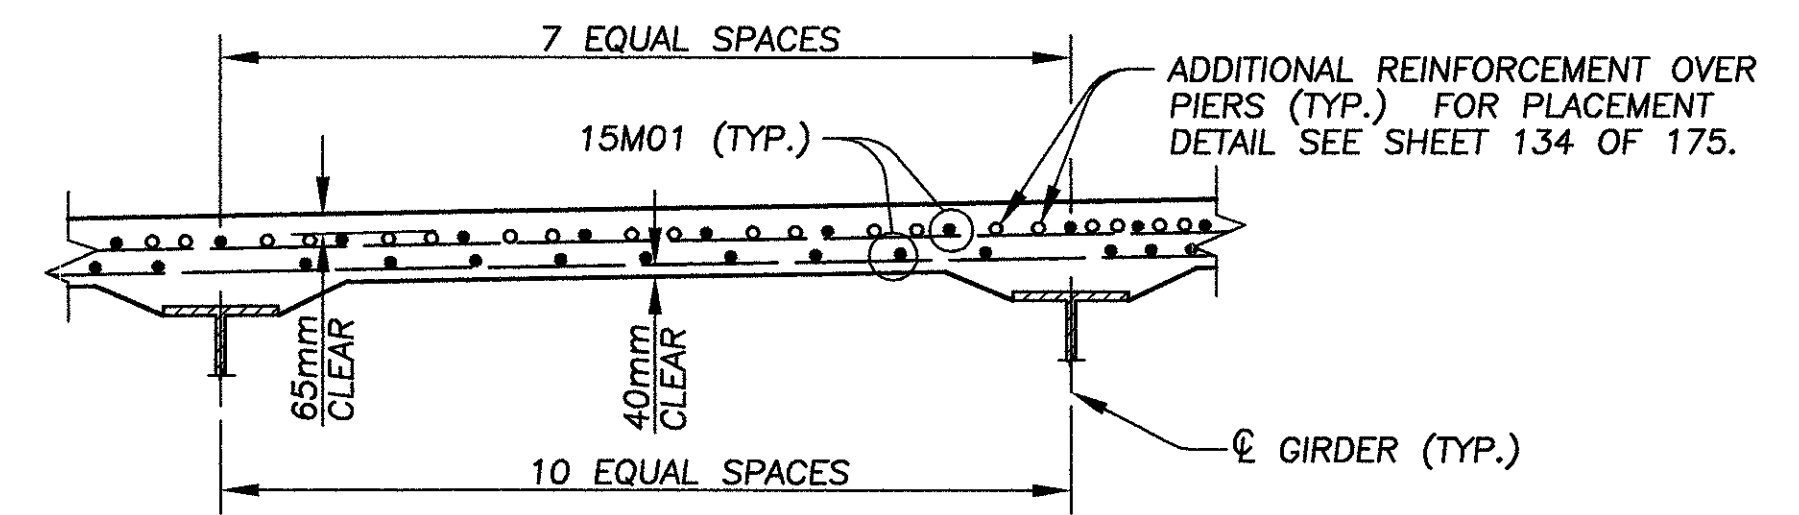 7 EQUAL SPACES
ADDITIONAL REINFORCEMENT OVER
PIERS (TYP.) FOR PLACEMENT
DETAIL SEE SHEET 134 OF 175.
15M01 (TYP.)
65mm
CLEAR
40mm
CLEAR
℄ GIRDER (TYP.)
10 EQUAL SPACES